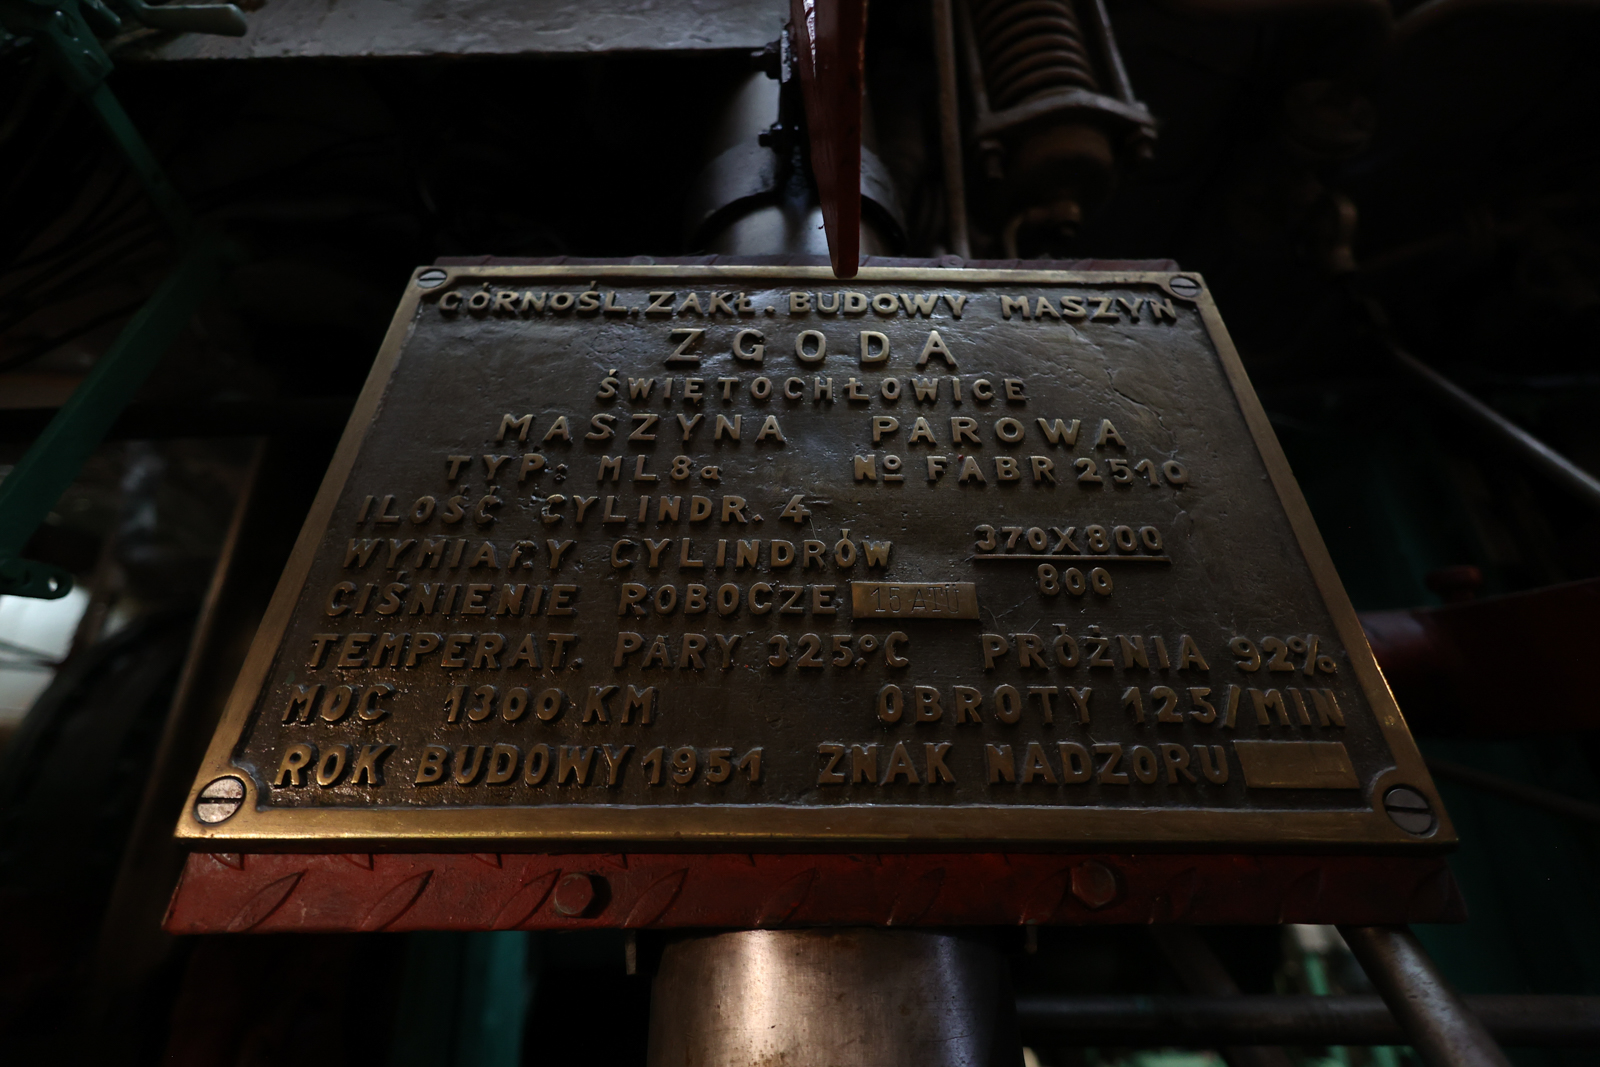 GÓRNOŚL. ZAKŁ. BUDOWY MASZYN
ZGODA
ŚWIĘTOCHŁOWICE
MASZYNA PAROWA
TYP: ML8a Nº FABR 2510
ILOŚĆ CYLINDR. 4
WYMIARY CYLINDRÓW 370X800
800
CIŚNIENIE ROBOCZE 15 ATU
TEMPERAT. PARY 325°C PRÓŻNIA 92%
MOC 1300 KM OBROTY 125/MIN
ROK BUDOWY 1951 ZNAK NADZORU